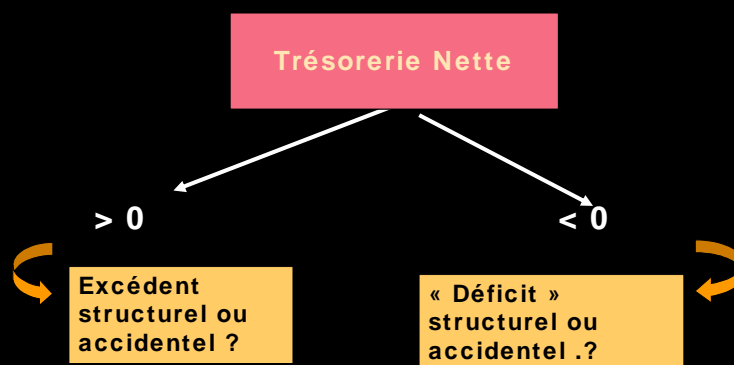 Trésorerie Nette
> 0
< 0
Excédent
structurel ou
accidentel ?
« Déficit »
structurel ou
accidentel .?